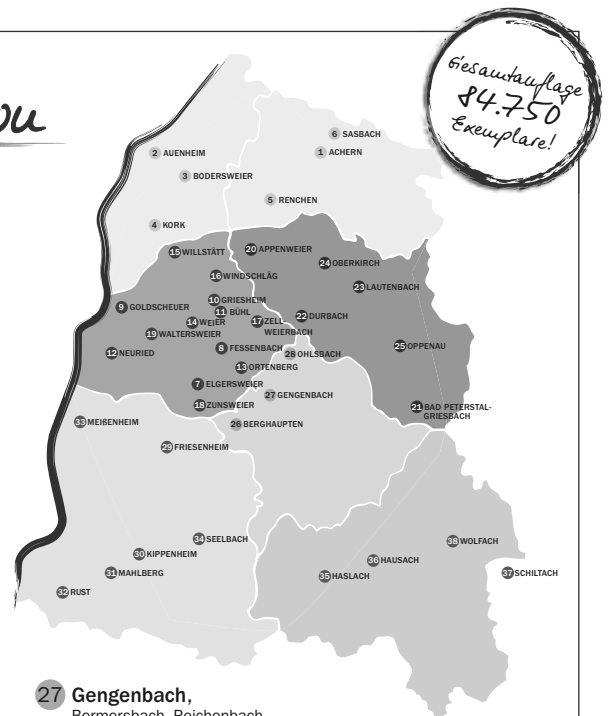 ou
Gesamtauflage
84.750
Exemplare!
6 SASBACH
2 AUENHEIM
1 ACHERN
3 BODERSWEIER
5 RENCHEN
4 KORK
15 WILLSTÄTT
20 APPENWEIER
24 OBERKIRCH
16 WINDSCHLÄG
23 LAUTENBACH
10 GRIESHEIM
9 GOLDSCHEUER
11 BÜHL
14 WEIER
17 ZELL-
WEIERBACH
22 DURBACH
19 WALTERSWEIER
12 NEURIED
8 FESSENBACH
28 OHLSBACH
25 OPPENAU
13 ORTENBERG
7 ELGERSWEIER
27 GENGENBACH
18 ZUNSWEIER
21 BAD PETERSTAL-
GRIESBACH
33 MEIßENHEIM
26 BERGHAUPTEN
29 FRIESENHEIM
34 SEELBACH
38 WOLFACH
30 KIPPENHEIM
36 HAUSACH
31 MAHLBERG
35 HASLACH
37 SCHILTACH
32 RUST
27 Gengenbach,
Bermersbach, Reichenbach